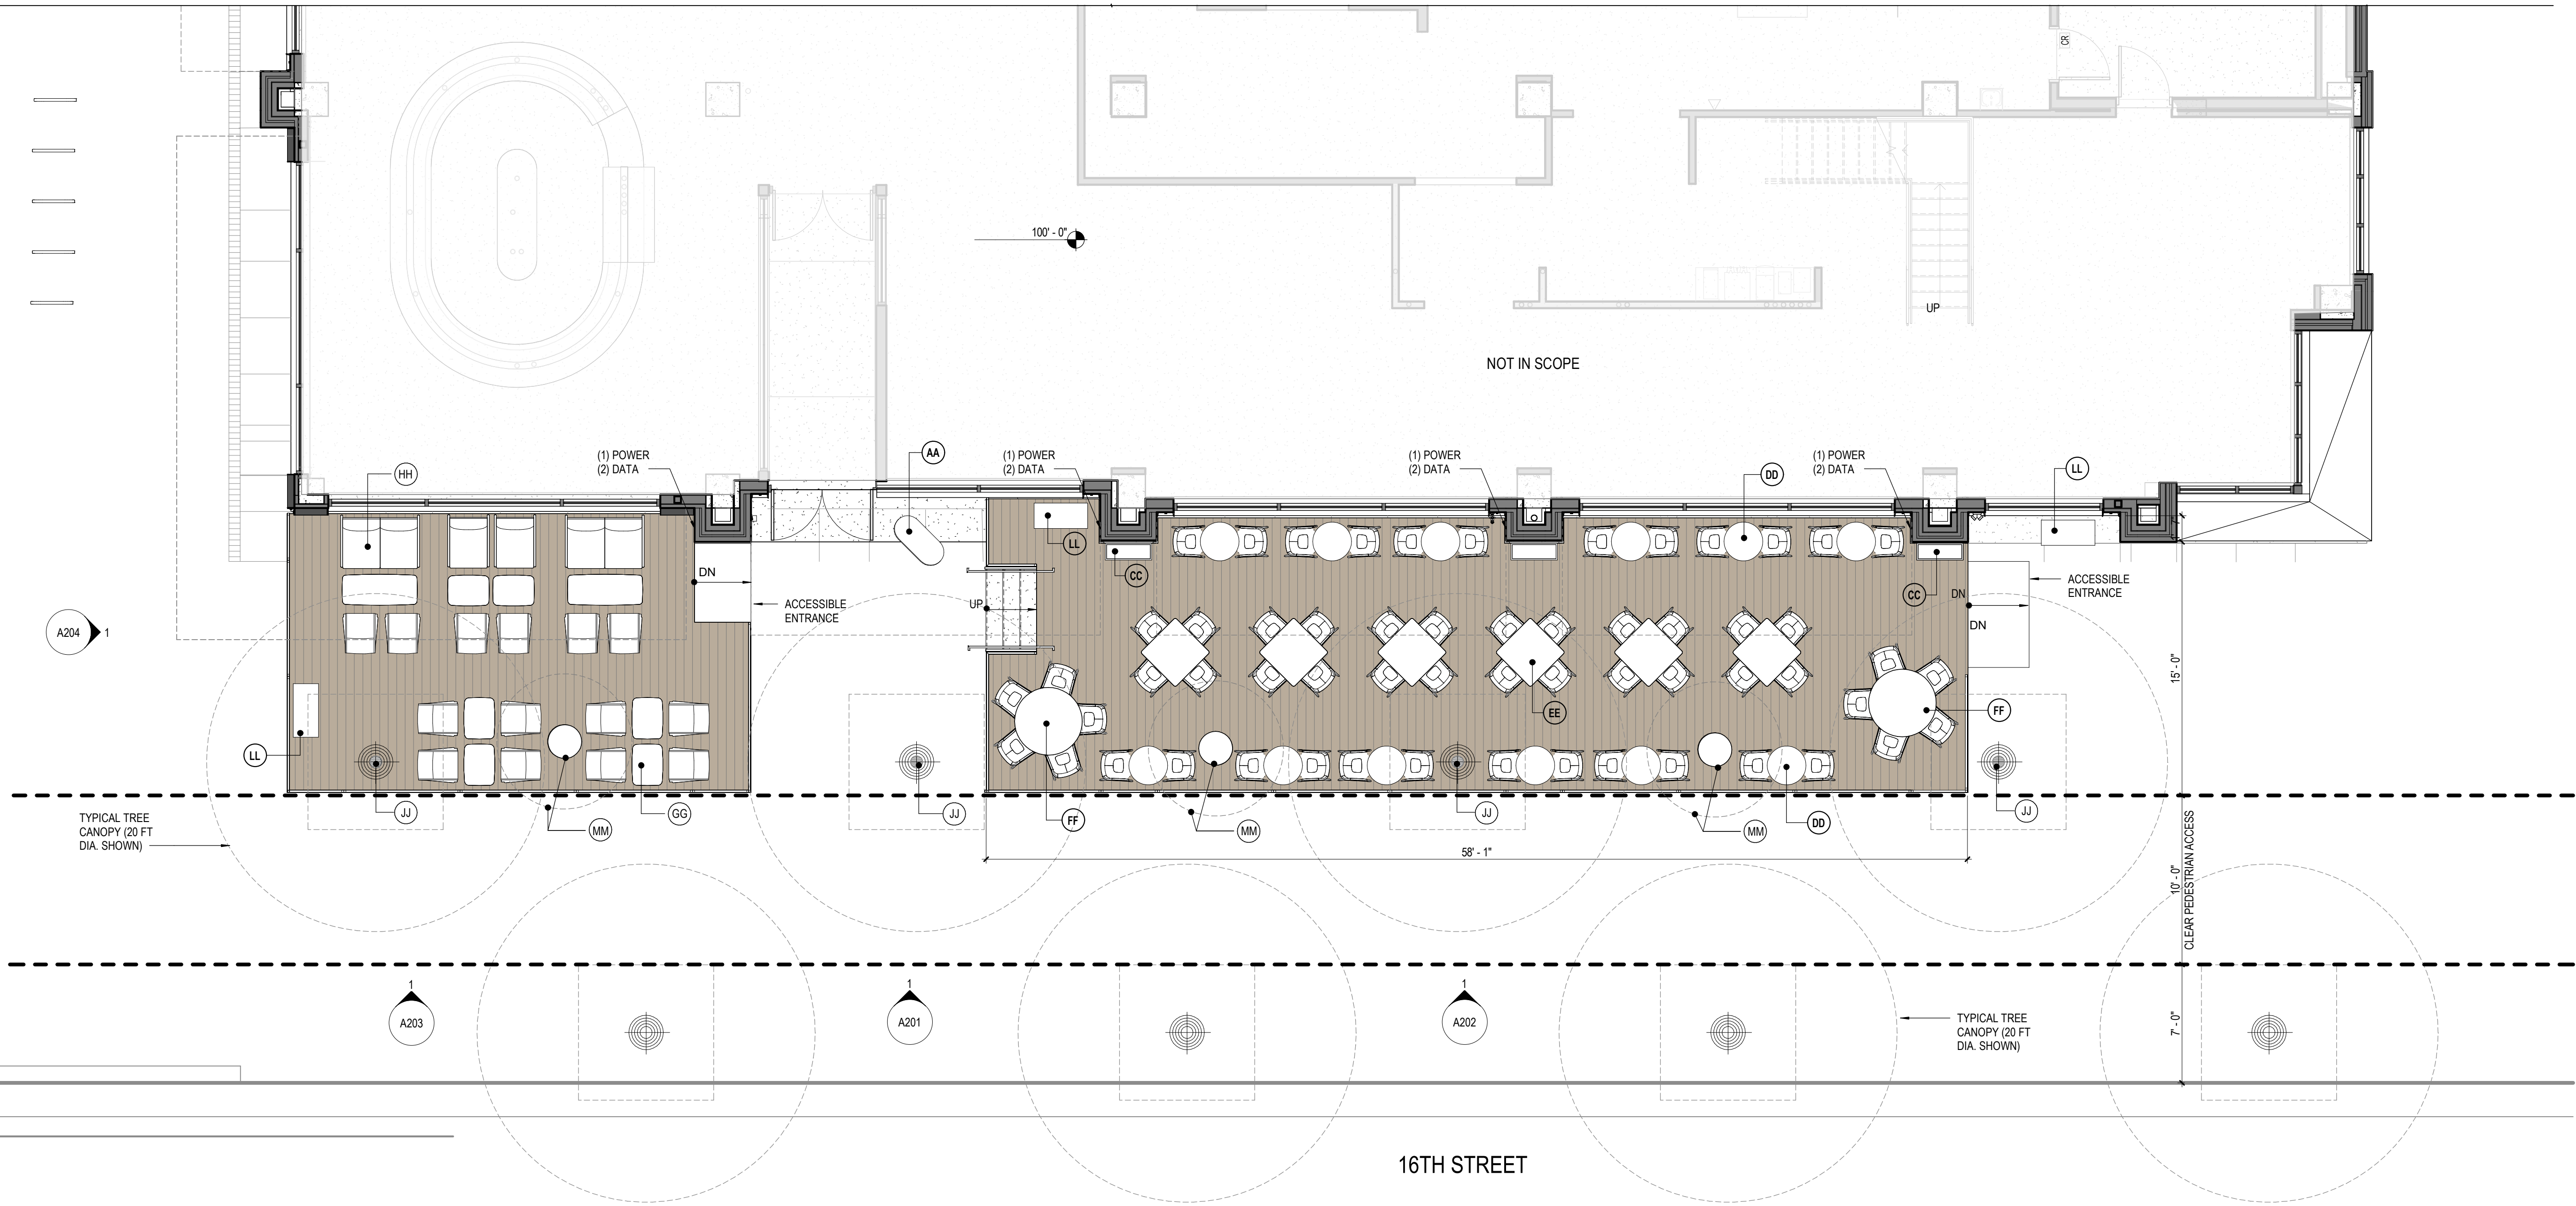 CR
100' - 0"
UP
NOT IN SCOPE
HH
(1) POWER
(2) DATA
AA
(1) POWER
(2) DATA
(1) POWER
(2) DATA
(1) POWER
(2) DATA
DD
LL
LL
CC
CC
DN
ACCESSIBLE
ENTRANCE
UP
DN
ACCESSIBLE
ENTRANCE
DN
A204
1
15' - 0"
EE
FF
LL
JJ
MM
GG
JJ
FF
MM
JJ
MM
DD
JJ
TYPICAL TREE
CANOPY (20 FT
DIA. SHOWN)
58' - 1"
10' - 0"
CLEAR PEDESTRIAN ACCESS
1
A203
1
A201
1
A202
TYPICAL TREE
CANOPY (20 FT
DIA. SHOWN)
7' - 0"
16TH STREET